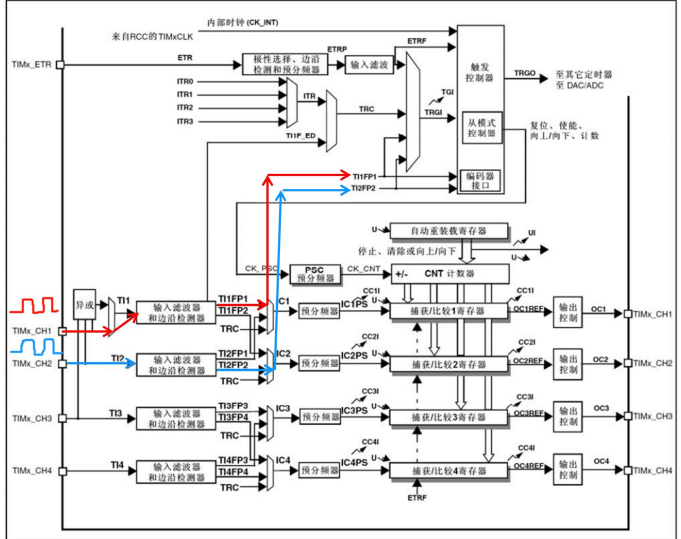 内部时钟 (CK_INT)
来自RCC的TIMxCLK
TIMx_ETR
ETR
极性选择、边沿
检测和预分频器
ETRP
输入滤波
ETRF
触发
控制器
TRGO
至其它定时器
至 DAC/ADC
ITR0
ITR1
ITR2
ITR3
ITR
TRC
TRGI
TGI
从模式
控制器
复位、使能、
向上/向下、计数
TI1F_ED
TI1FP1
TI2FP2
编码器
接口
U
自动重装载寄存器
UI
停止、清除或向上/向下
U
CK_PSC
PSC
预分频器
CK_CNT
+/-
CNT 计数器
异或
TI1
输入滤波器
和边沿检测器
TI1FP1
TI1FP2
TRC
IC1
预分频器
IC1PS
CC1I
U
捕获/比较1寄存器
CC1I
OC1REF
输出
控制
OC1
TIMx_CH1
TIMx_CH1
TIMx_CH2
TI2
输入滤波器
和边沿检测器
TI2FP1
TI2FP2
TRC
IC2
预分频器
IC2PS
CC2I
U
捕获/比较2寄存器
CC2I
OC2REF
输出
控制
OC2
TIMx_CH2
TIMx_CH3
TI3
输入滤波器
和边沿检测器
TI3FP3
TI3FP4
TRC
IC3
预分频器
IC3PS
CC3I
U
捕获/比较3寄存器
CC3I
OC3REF
输出
控制
OC3
TIMx_CH3
TIMx_CH4
TI4
输入滤波器
和边沿检测器
TI4FP3
TI4FP4
TRC
IC4
预分频器
IC4PS
CC4I
U
捕获/比较4寄存器
CC4I
OC4REF
输出
控制
OC4
TIMx_CH4
ETRF